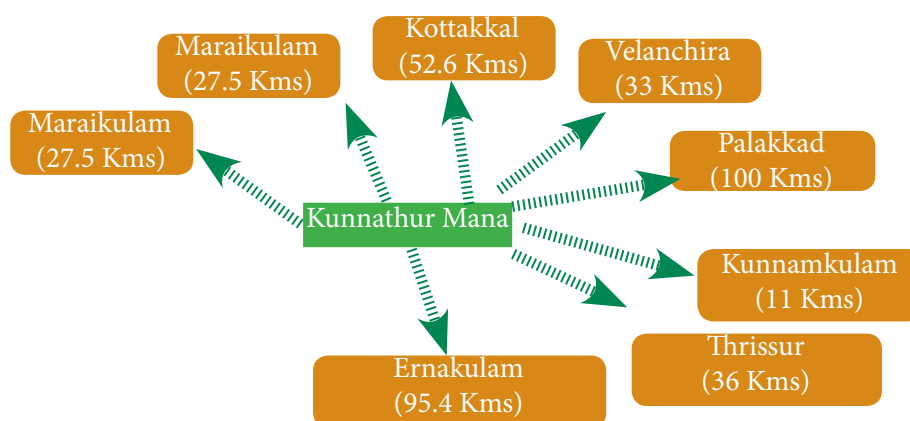 Kottakkal
(52.6 Kms)
Maraikulam
(27.5 Kms)
Velanchira
(33 Kms)
Maraikulam
(27.5 Kms)
Palakkad
(100 Kms)
Kunnathur Mana
Kunnamkulam
(11 Kms)
Thrissur
(36 Kms)
Ernakulam
(95.4 Kms)